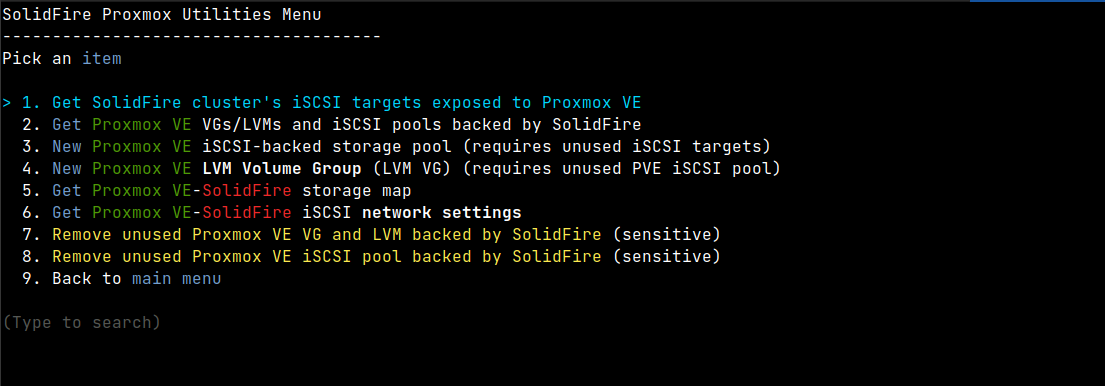 SolidFire Proxmox Utilities Menu
--------------------------------------
Pick an item
> 1. Get SolidFire cluster's iSCSI targets exposed to Proxmox VE
2. Get Proxmox VE VGs/LVMs and iSCSI pools backed by SolidFire
3. New Proxmox VE iSCSI-backed storage pool (requires unused iSCSI targets)
4. New Proxmox VE LVM Volume Group (LVM VG) (requires unused PVE iSCSI pool)
5. Get Proxmox VE-SolidFire storage map
6. Get Proxmox VE-SolidFire iSCSI network settings
7. Remove unused Proxmox VE VG and LVM backed by SolidFire (sensitive)
8. Remove unused Proxmox VE iSCSI pool backed by SolidFire (sensitive)
9. Back to main menu
(Type to search)